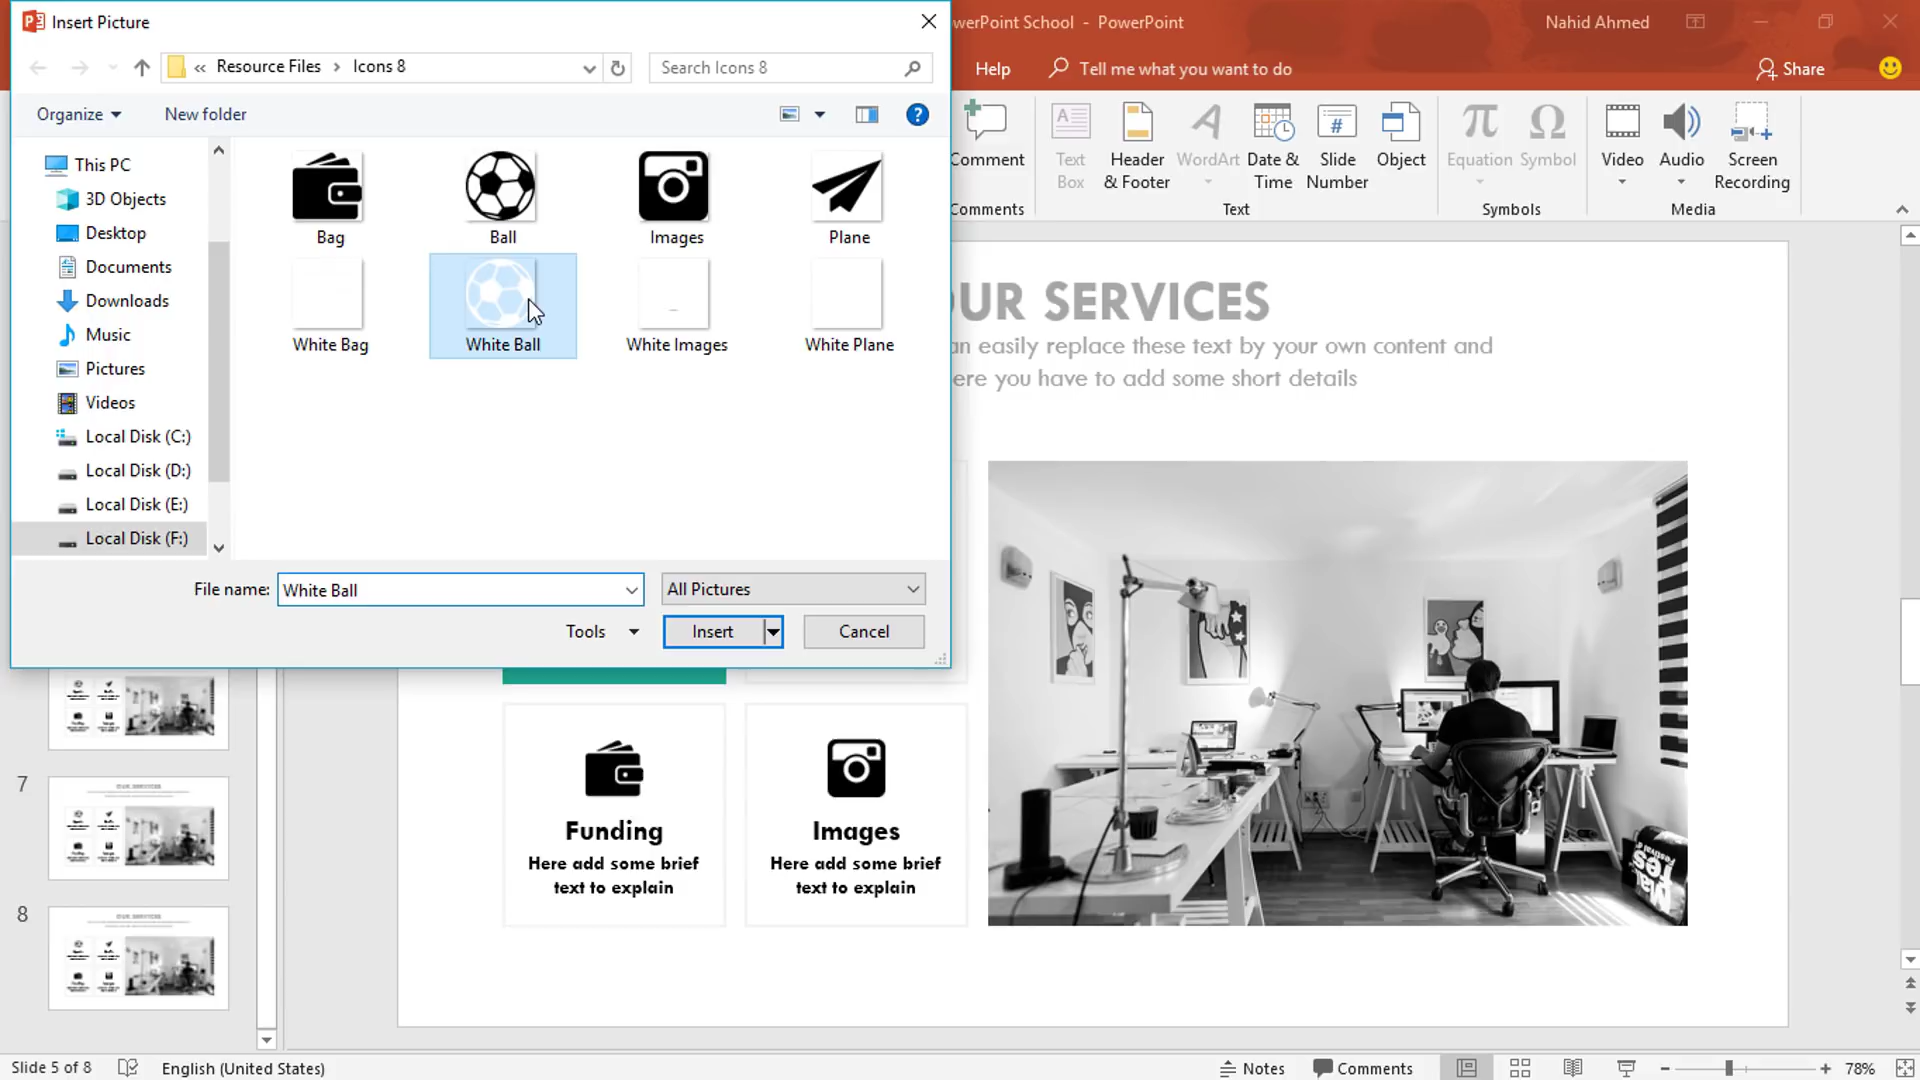 Insert Picture
werPoint School - PowerPoint
Nahid Ahmed
« Resource Files > Icons 8
Search Icons 8
Help
Tell me what you want to do
Share
Organize
New folder
Comment
Text Box
Header & Footer
WordArt
Date & Time
Slide Number
Object
Equation
Symbol
Video
Audio
Screen Recording
Comments
Text
Symbols
Media
This PC
3D Objects
Desktop
Documents
Downloads
Music
Pictures
Videos
Local Disk (C:)
Local Disk (D:)
Local Disk (E:)
Local Disk (F:)
Bag
Ball
Images
Plane
White Bag
White Ball
White Images
White Plane
File name:
White Ball
All Pictures
Tools
Insert
Cancel
UR SERVICES
an easily replace these text by your own content and
ere you have to add some short details
Funding
Here add some brief
text to explain
Images
Here add some brief
text to explain
7
OUR SERVICES
8
OUR SERVICES
Slide 5 of 8
English (United States)
Notes
Comments
78%